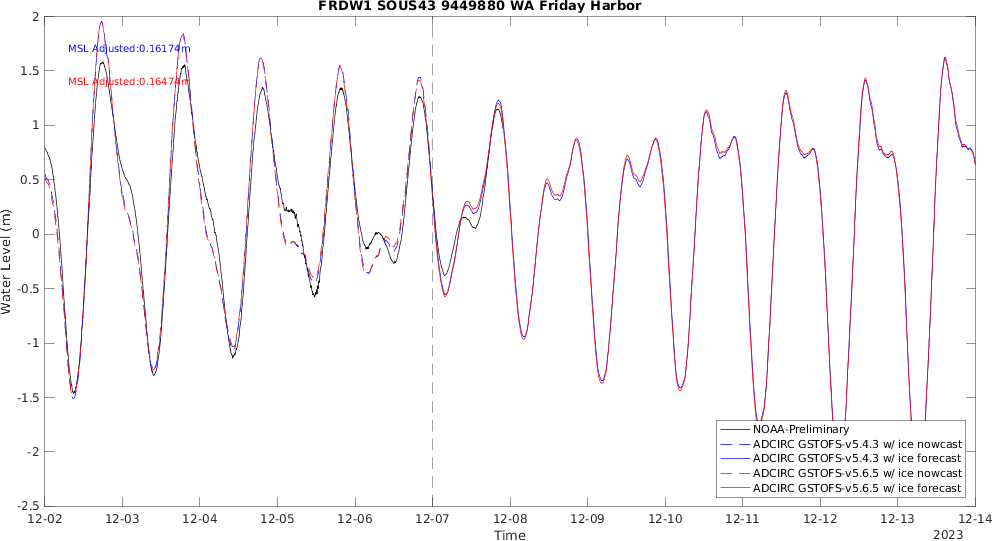 FRDW1 SOUS43 9449880 WA Friday Harbor
MSL Adjusted:0.16174m
MSL Adjusted:0.16474m
Water Level (m)
2
1.5
1
0.5
0
-0.5
-1
-1.5
-2
-2.5
NOAA-Preliminary
ADCIRC GSTOFS-v5.4.3 w/ ice nowcast
ADCIRC GSTOFS-v5.4.3 w/ ice forecast
ADCIRC GSTOFS-v5.6.5 w/ ice nowcast
ADCIRC GSTOFS-v5.6.5 w/ ice forecast
12-02 12-03 12-04 12-05 12-06 12-07 12-08 12-09 12-10 12-11 12-12 12-13 12-14
Time
2023